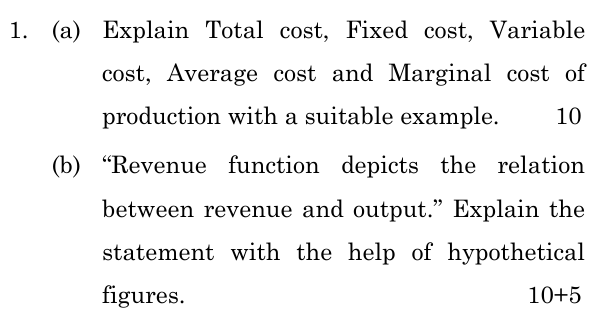 1. (a) Explain Total cost, Fixed cost, Variable
cost, Average cost and Marginal cost of
production with a suitable example. 10
(b) “Revenue function depicts the relation
between revenue and output.” Explain the
statement with the help of hypothetical
figures. 10+5